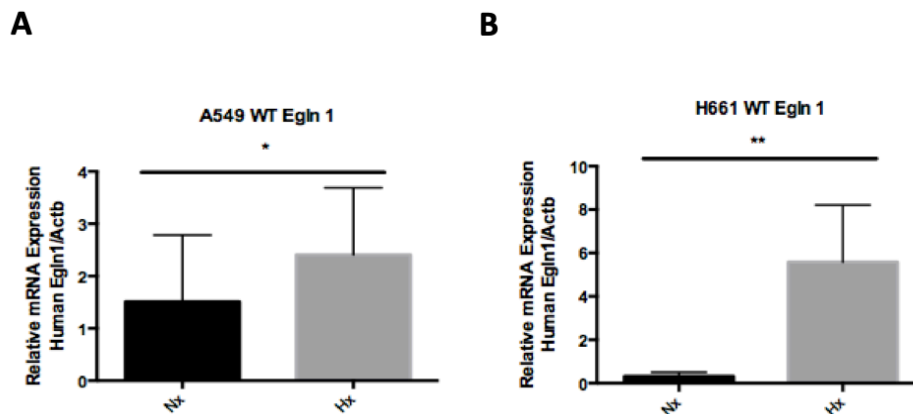 A
B
A549 WT Egln 1
*
Relative mRNA Expression
Human Egln1/Actb
4
3
2
1
0
Nx
Hx
H661 WT Egln 1
**
Relative mRNA Expression
Human Egln1/Actb
10
8
6
4
2
0
Nx
Hx